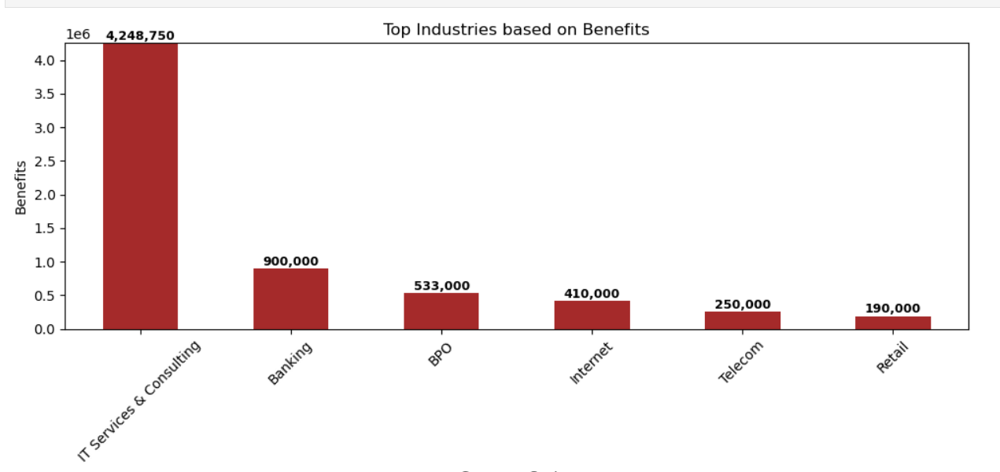 Top Industries based on Benefits
1e6
4,248,750
4.0
3.5
3.0
2.5
2.0
1.5
1.0
0.5
0.0
Benefits
900,000
533,000
410,000
250,000
190,000
IT Services & Consulting
Banking
BPO
Internet
Telecom
Retail